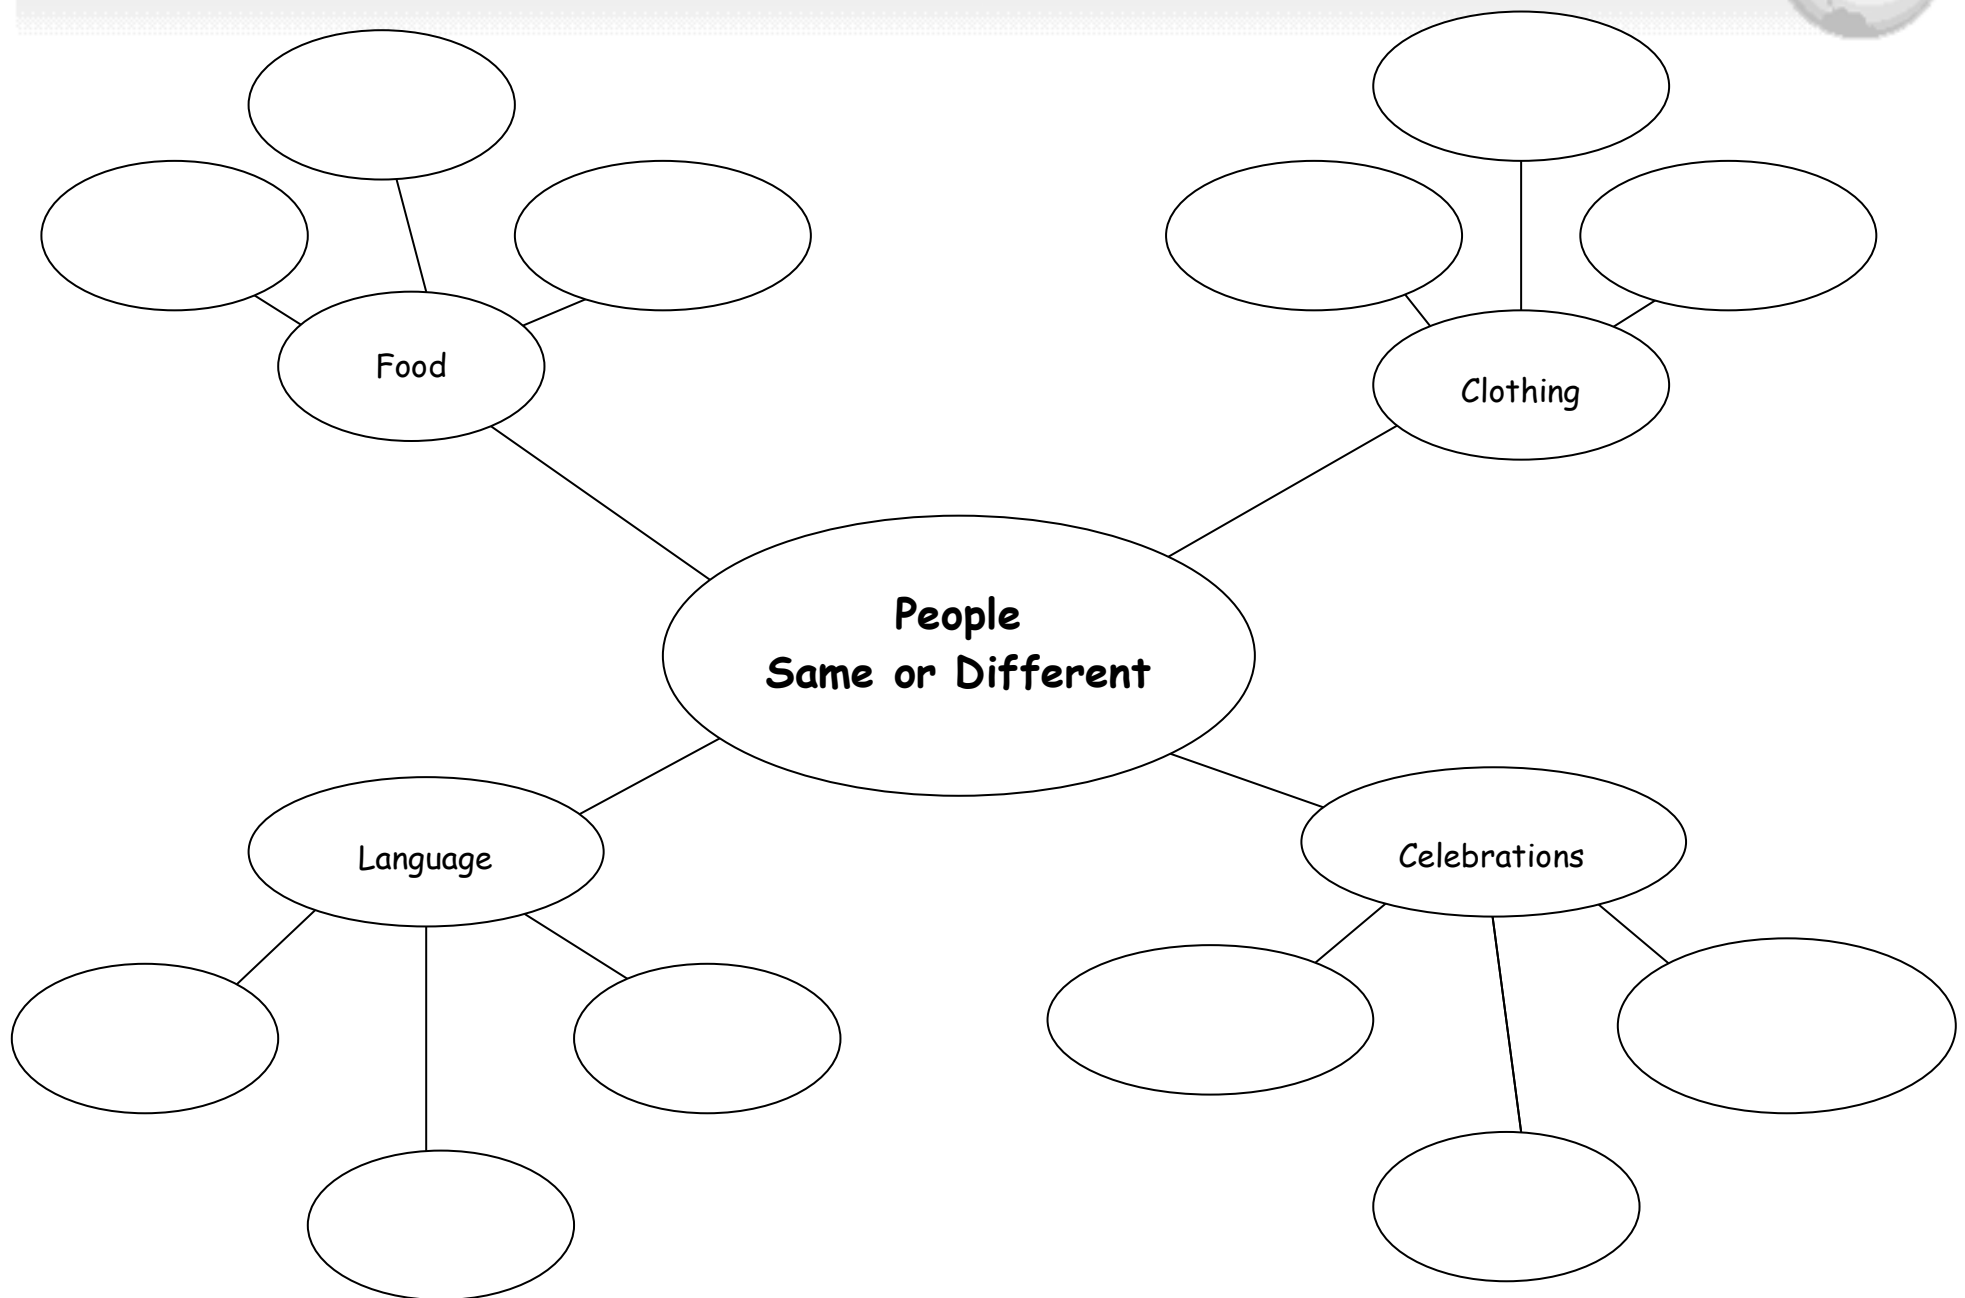 Food
Clothing
People
Same or Different
Language
Celebrations